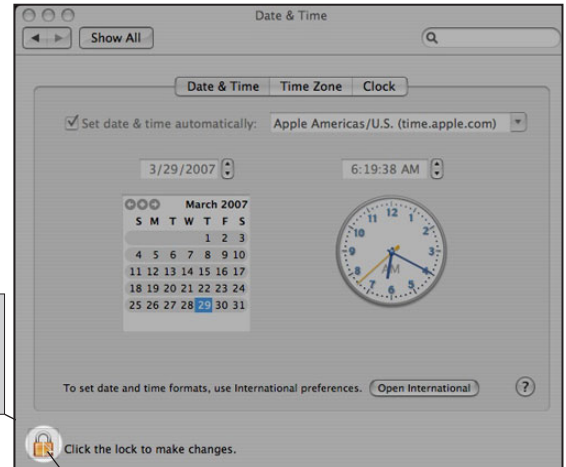 Date & Time
Show All
Date & Time Time Zone Clock
Set date & time automatically: Apple Americas/U.S. (time.apple.com)
3/29/2007 6:19:38 AM
March 2007
S M T W T F S
1 2 3
4 5 6 7 8 9 10
11 12 13 14 15 16 17
18 19 20 21 22 23 24
25 26 27 28 29 30 31
12
1
2
3
4
5
6
7
8
9
10
11
AM
To set date and time formats, use International preferences. Open International ?
Click the lock to make changes.